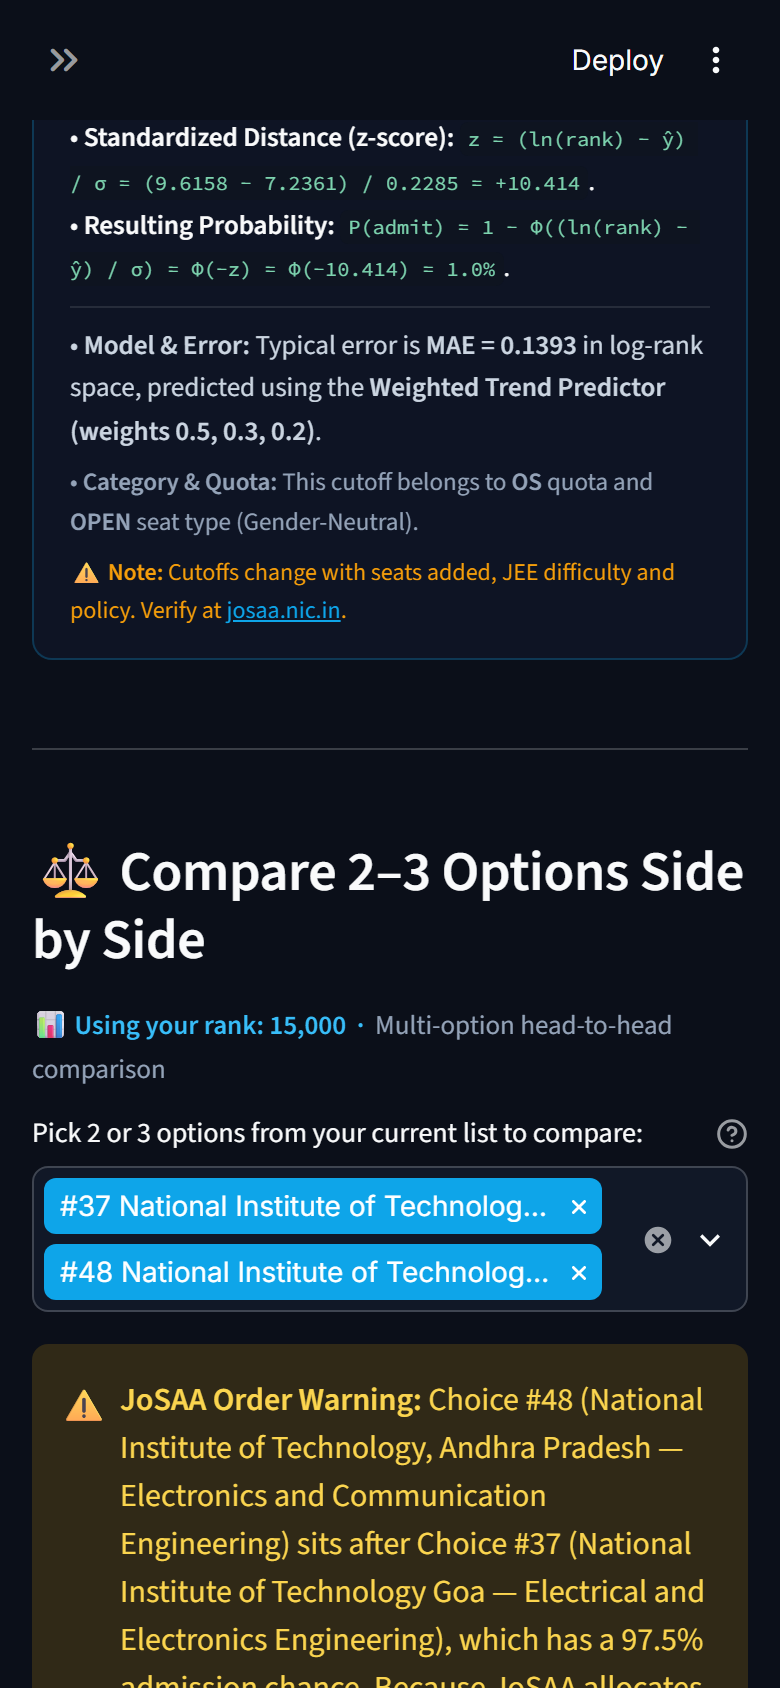 Deploy
• Standardized Distance (z-score): z = (ln(rank) − ŷ)
/ σ = (9.6158 − 7.2361) / 0.2285 = +10.414 .
• Resulting Probability: P(admit) = 1 − Φ((ln(rank) −
ŷ) / σ) = Φ(−z) = Φ(−10.414) = 1.0% .
• Model & Error: Typical error is MAE = 0.1393 in log-rank
space, predicted using the Weighted Trend Predictor
(weights 0.5, 0.3, 0.2).
• Category & Quota: This cutoff belongs to OS quota and
OPEN seat type (Gender-Neutral).
⚠️ Note: Cutoffs change with seats added, JEE difficulty and
policy. Verify at josaa.nic.in.
⚖️ Compare 2–3 Options Side
by Side
📊 Using your rank: 15,000 · Multi-option head-to-head
comparison
Pick 2 or 3 options from your current list to compare:
#37 National Institute of Technolog...
#48 National Institute of Technolog...
⚠️ JoSAA Order Warning: Choice #48 (National
Institute of Technology, Andhra Pradesh —
Electronics and Communication
Engineering) sits after Choice #37 (National
Institute of Technology Goa — Electrical and
Electronics Engineering), which has a 97.5%
admission chance. Because JoSAA allocates